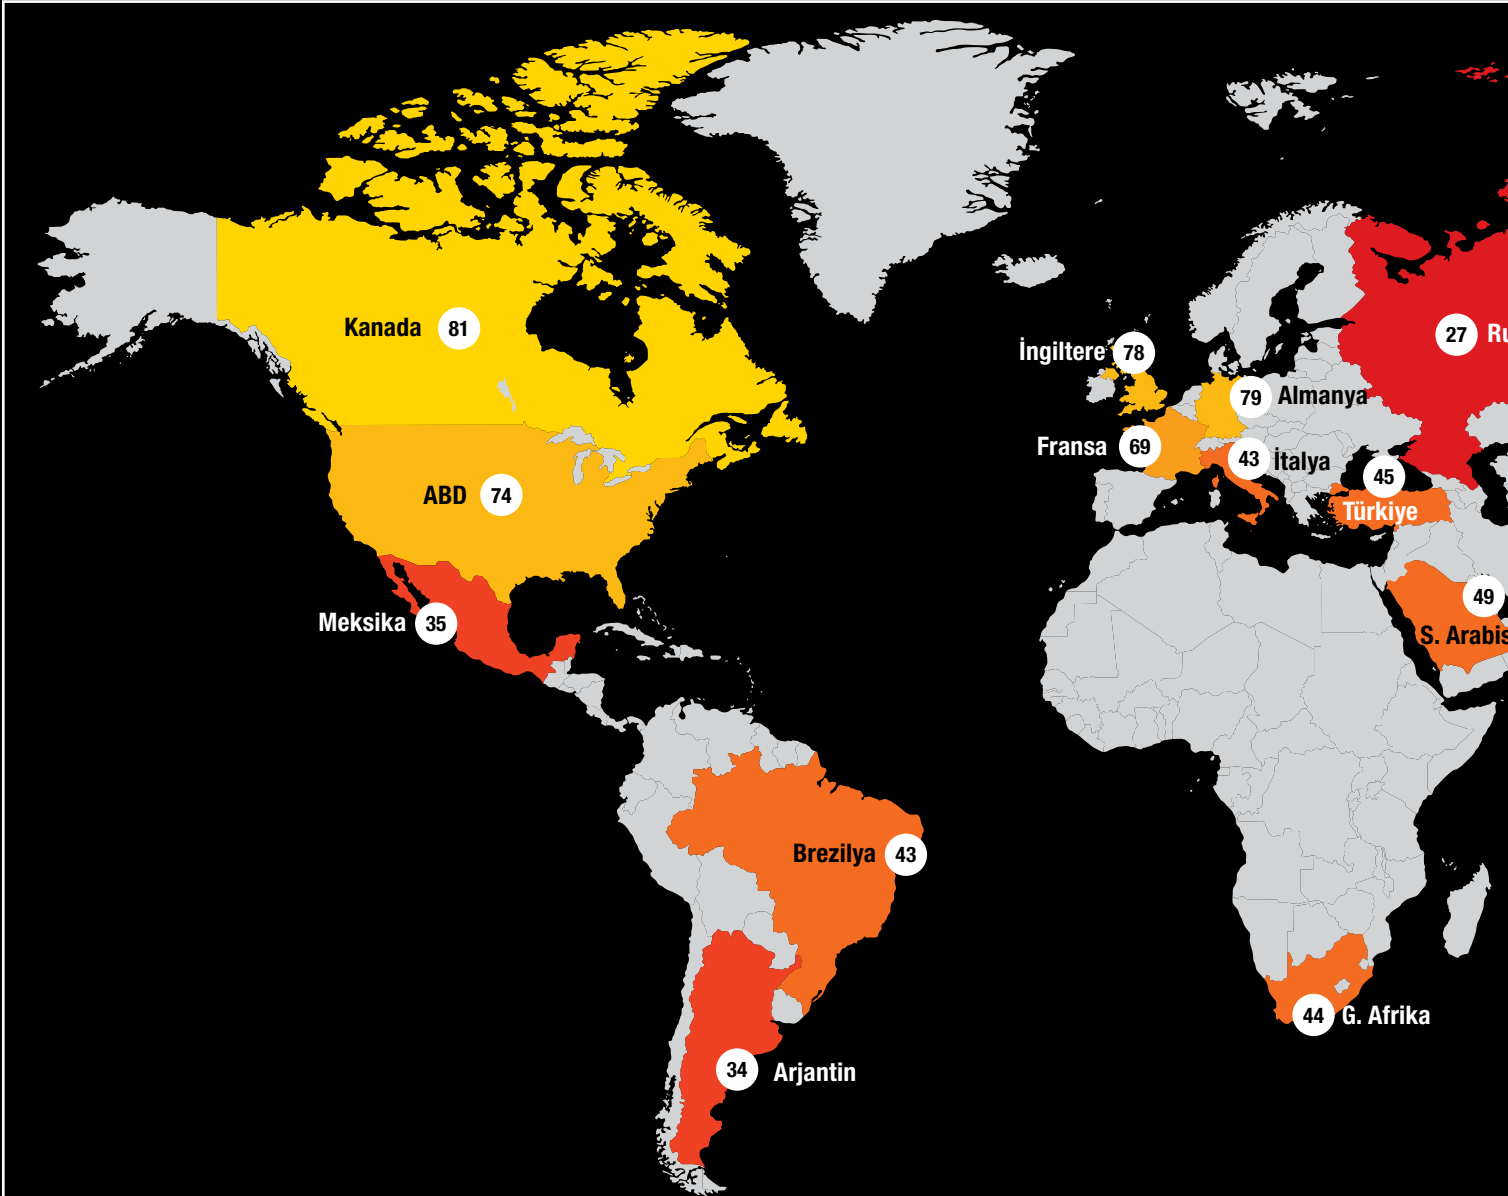 Kanada 81
İngiltere 78
27
79 Almanya
Fransa 69
43 İtalya
45
Türkiye
ABD 74
49
S. Arabis
Meksika 35
Brezilya 43
44 G. Afrika
34 Arjantin